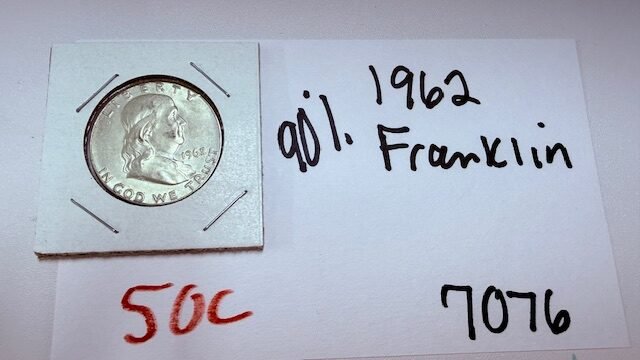 LIBERTY
1962
IN GOD WE TRUST
90%
1962
Franklin
50C
7076